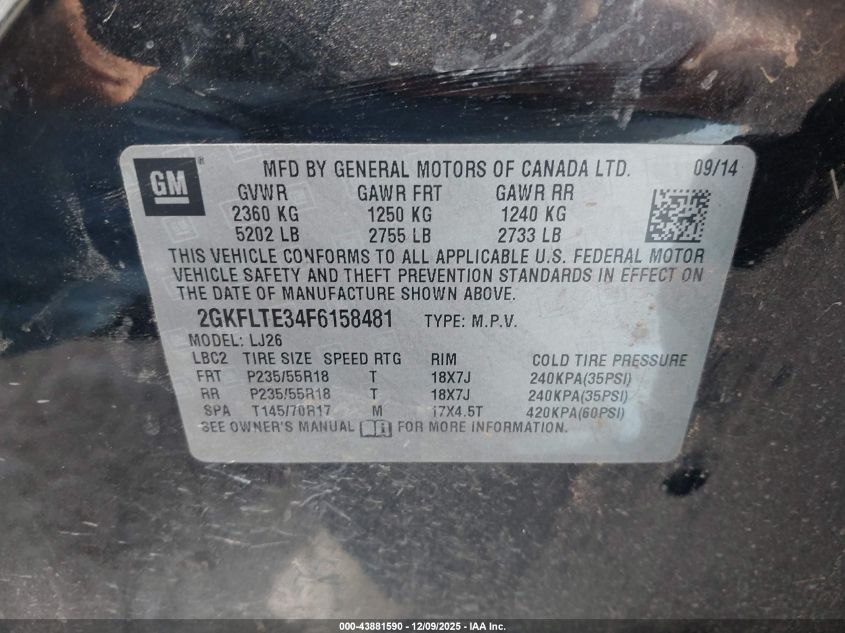 GM ® MFD BY GENERAL MOTORS OF CANADA LTD. 09/14
GVWR GAWR FRT GAWR RR
2360 KG 1250 KG 1240 KG
5202 LB 2755 LB 2733 LB
THIS VEHICLE CONFORMS TO ALL APPLICABLE U.S. FEDERAL MOTOR
VEHICLE SAFETY AND THEFT PREVENTION STANDARDS IN EFFECT ON
THE DATE OF MANUFACTURE SHOWN ABOVE.
2GKFLTE34F6158481 TYPE: M.P.V.
MODEL: LJ26
LBC2 TIRE SIZE SPEED RTG RIM COLD TIRE PRESSURE
FRT P235/55R18 T 18X7J 240KPA(35PSI)
RR P235/55R18 T 18X7J 240KPA(35PSI)
SPA T145/70R17 M 17X4.5T 420KPA(60PSI)
SEE OWNER'S MANUAL FOR MORE INFORMATION.
000-43881590 - 12/09/2025 - IAA Inc.